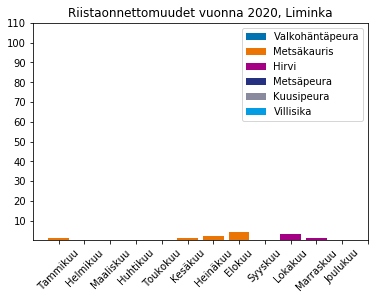 Riistaonnettomuudet vuonna 2020, Liminka
110
100
90
80
70
60
50
40
30
20
10
Valkohäntäpeura
Metsäkauris
Hirvi
Metsäpeura
Kuusipeura
Villisika
Tammikuu
Helmikuu
Maaliskuu
Huhtikuu
Toukokuu
Kesäkuu
Heinäkuu
Elokuu
Syyskuu
Lokakuu
Marraskuu
Joulukuu